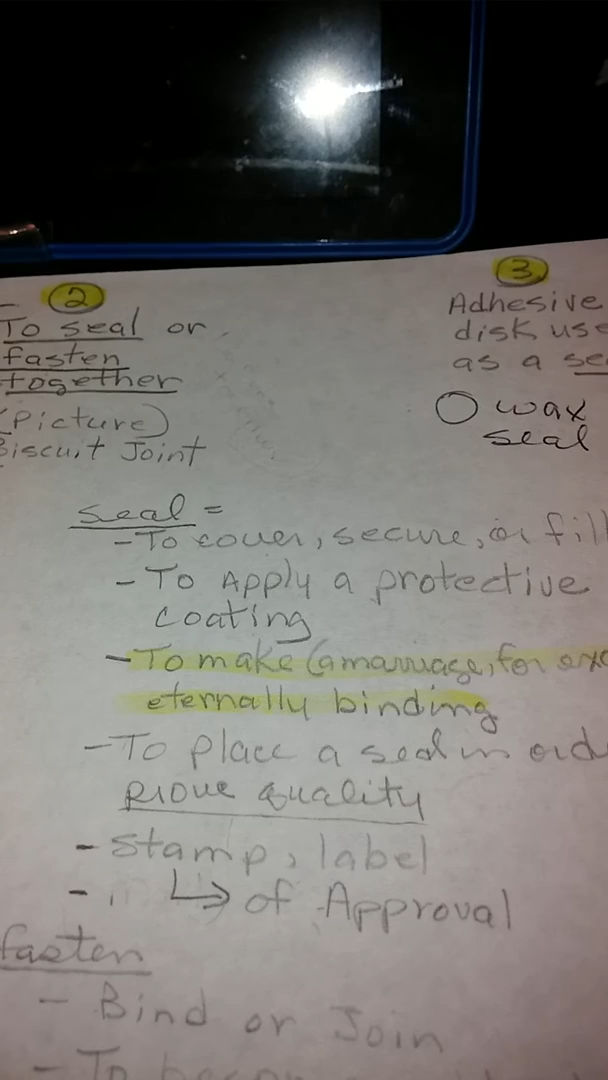 2
To seal or
fasten
together
(Picture)
Biscuit Joint
3
Adhesive
disk use
as a se
wax
seal
seal =
- To cover, secure, or fill
- To Apply a protective
coating
- To make (a marriage, for exa
eternally binding
- To place a seal in ord
prove quality
- stamp, label
- " ↳ of Approval
fasten
- Bind or Join
- To